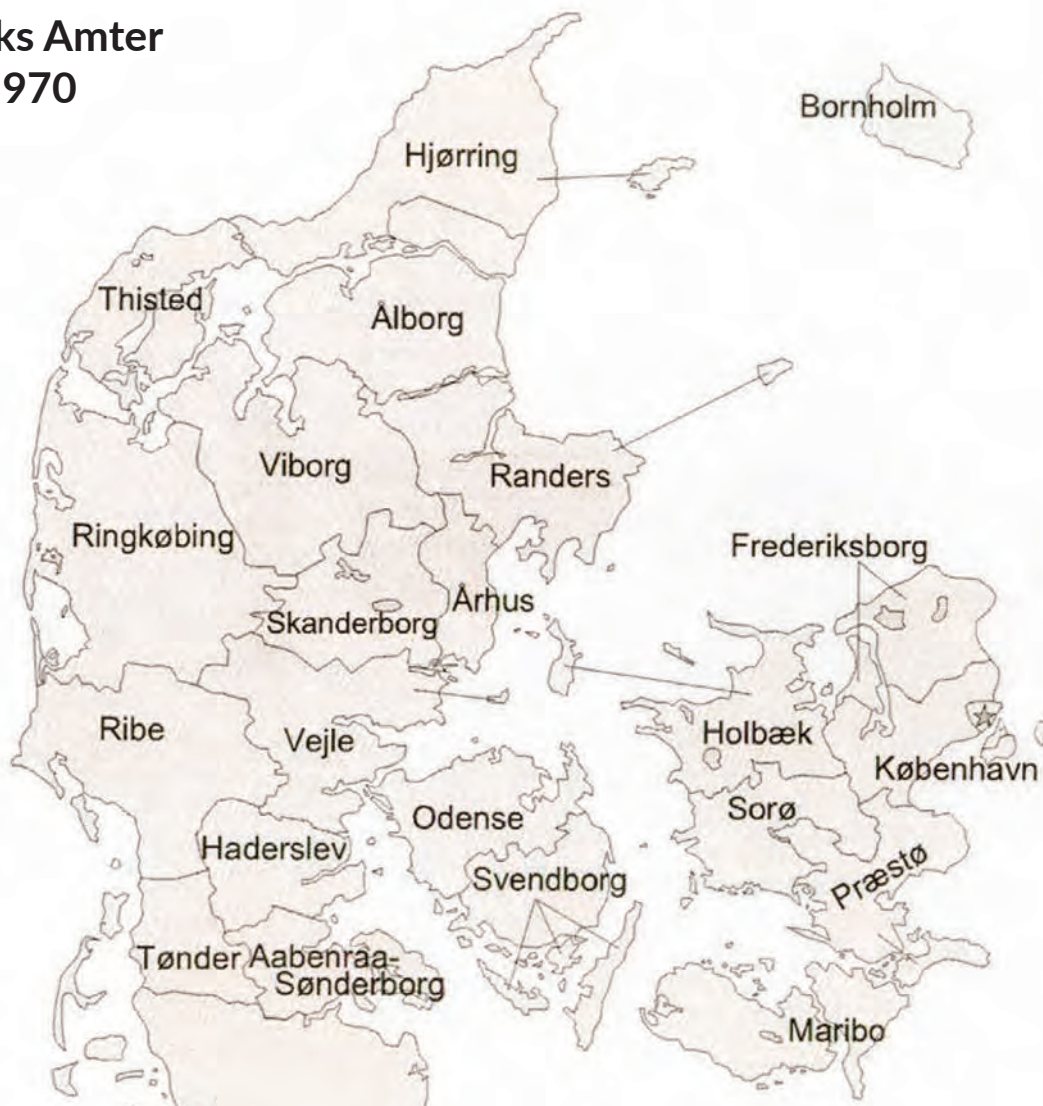 ks Amter
970
Bornholm
Hjørring
Thisted
Ålborg
Viborg
Randers
Ringkøbing
Frederiksborg
Århus
Skanderborg
Ribe
Vejle
Holbæk
København
Odense
Sorø
Haderslev
Svendborg
Præstø
Tønder
Aabenraa-
Sønderborg
Maribo